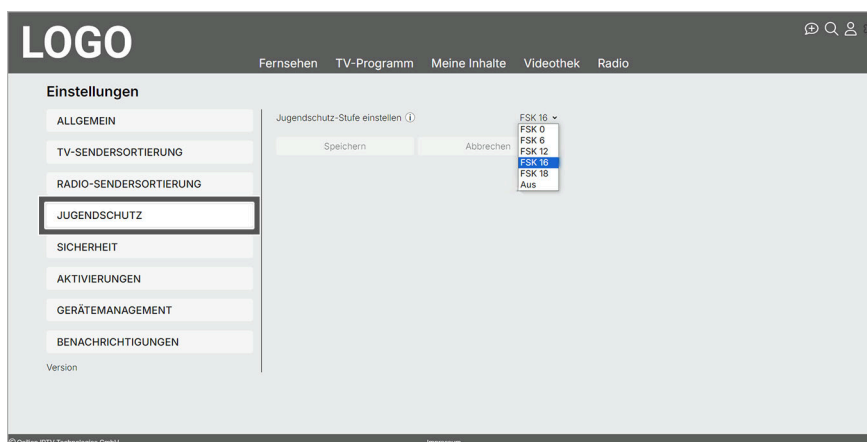 LOGO
Fernsehen TV-Programm Meine Inhalte Videothek Radio
Einstellungen
ALLGEMEIN
TV-SENDERSORTIERUNG
RADIO-SENDERSORTIERUNG
JUGENDSCHUTZ
SICHERHEIT
AKTIVIERUNGEN
GERÄTEMANAGEMENT
BENACHRICHTIGUNGEN
Version
Jugendschutz-Stufe einstellen
FSK 16
Speichern Abbrechen
FSK 0
FSK 6
FSK 12
FSK 16
FSK 18
Aus